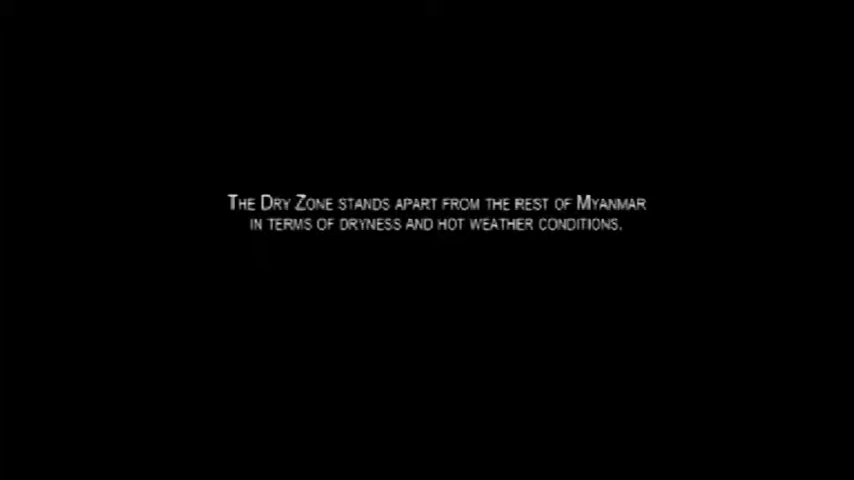 The Dry Zone stands apart from the rest of Myanmar
in terms of dryness and hot weather conditions.